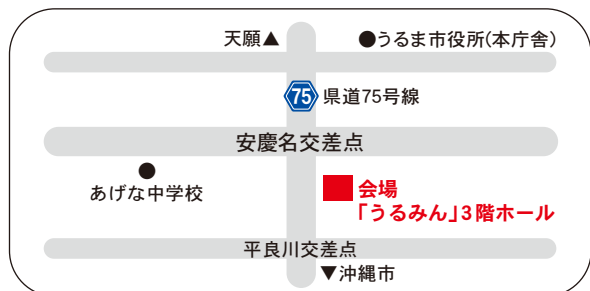 天願▲
●うるま市役所(本庁舎)
75 県道75号線
安慶名交差点
あげな中学校
会場
「うるみん」3階ホール
平良川交差点
▼沖縄市